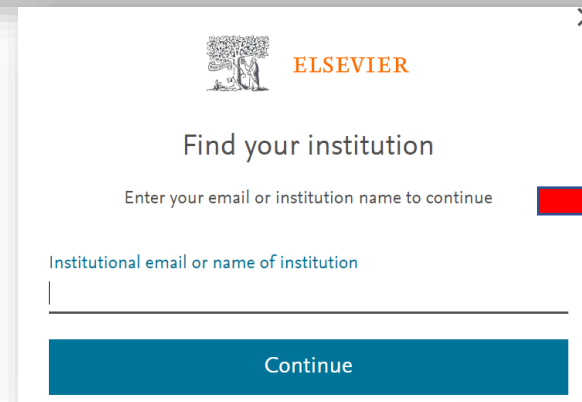 ELSEVIER
Find your institution
Enter your email or institution name to continue
Institutional email or name of institution
Continue